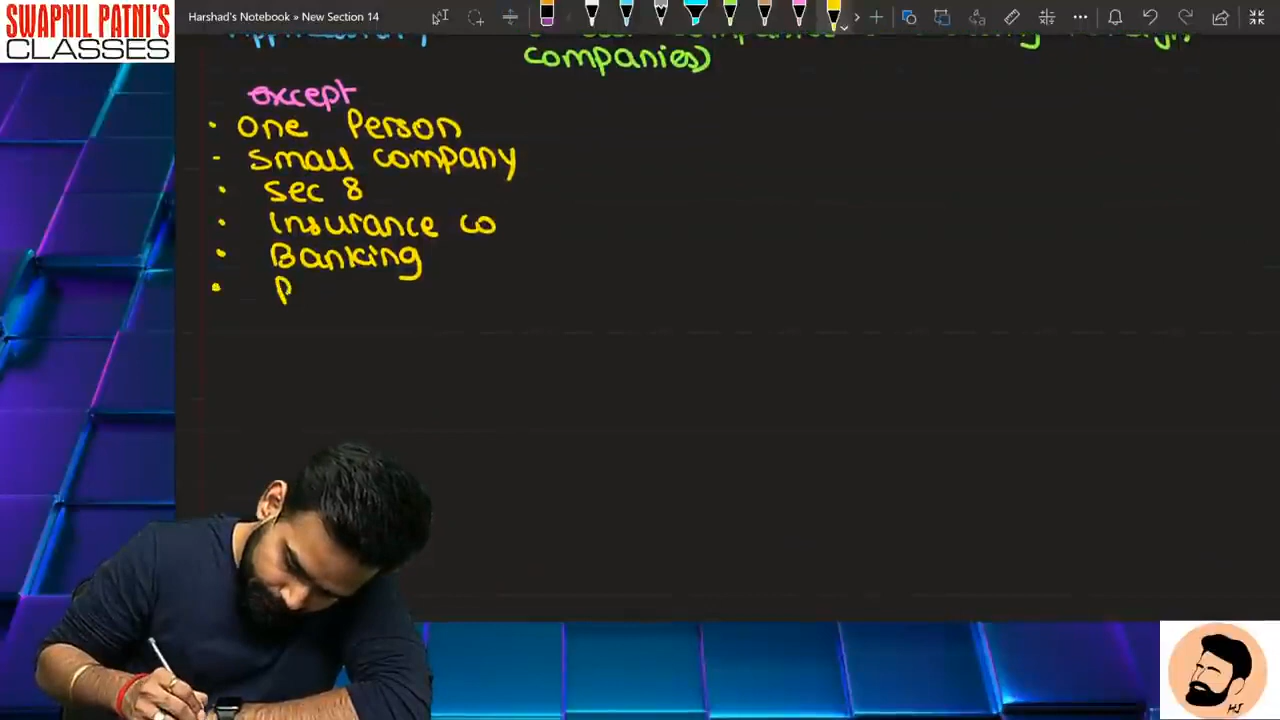 SWAPNIL PATNI'S
CLASSES
Harshad's Notebook » New Section 14
companies)
except
· One Person
· Small company
· Sec 8
· Insurance co
· Banking
· P
HJ